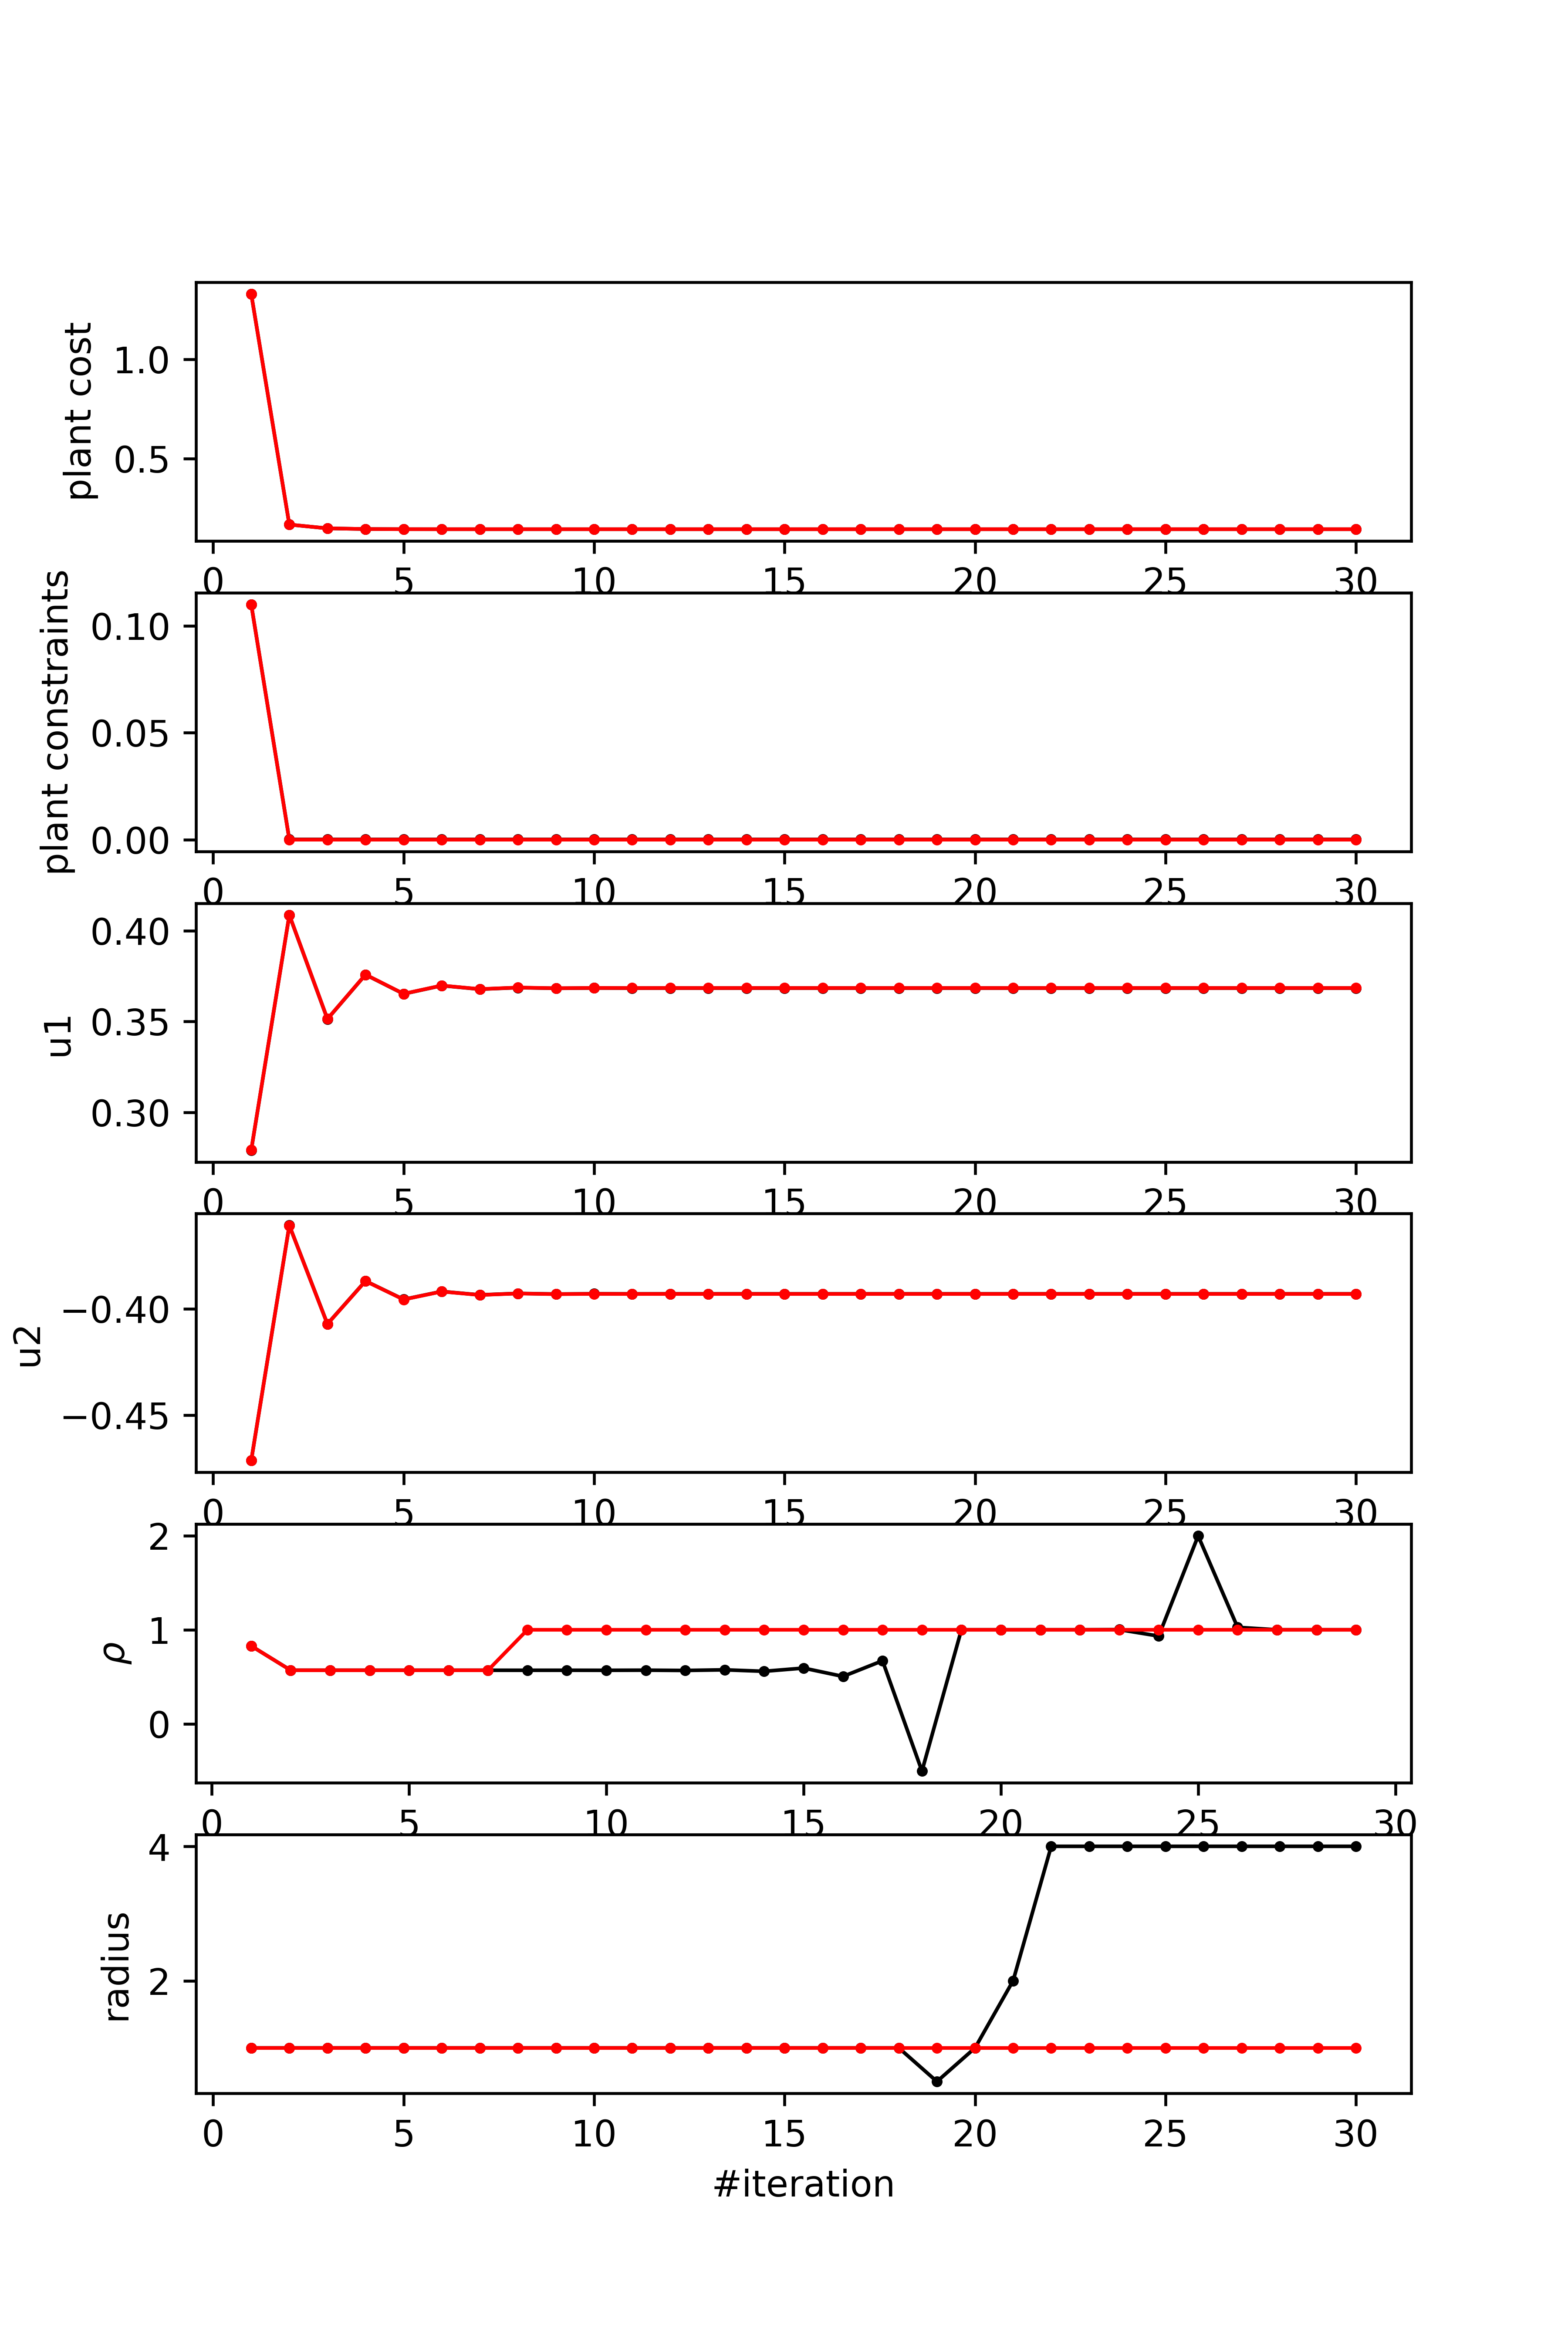 plant cost
1.0
0.5
0 5 10 15 20 25 30
plant constraints
0.10
0.05
0.00
0 5 10 15 20 25 30
u1
0.40
0.35
0.30
0 5 10 15 20 25 30
u2
−0.40
−0.45
0 5 10 15 20 25 30
ρ
2
1
0
0 5 10 15 20 25 30
radius
4
2
0 5 10 15 20 25 30
#iteration